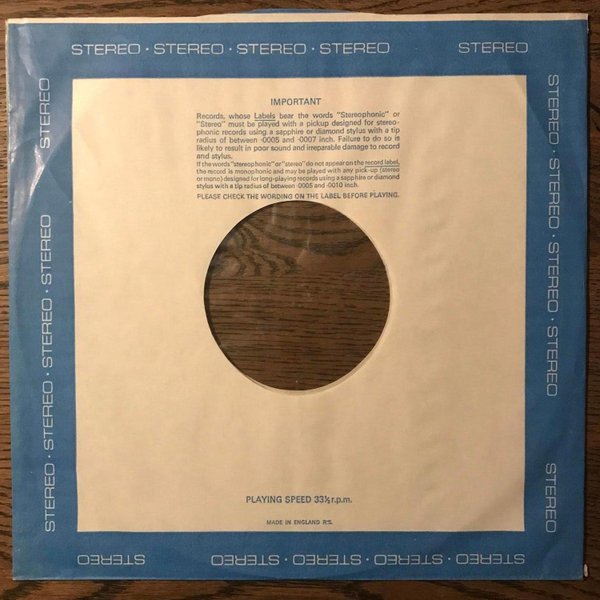 STEREO · STEREO · STEREO · STEREO STEREO
IMPORTANT
Records, whose Labels bear the words "Stereophonic" or
"Stereo" must be played with a pickup designed for stereo-
phonic records using a sapphire or diamond stylus with a tip
radius of between ·0005 and ·0007 inch. Failure to do so is
likely to result in poor sound and irreparable damage to record
and stylus.
If the words "stereophonic" or "stereo" do not appear on the record label,
the record is monophonic and may be played with any pick-up (stereo
or mono) designed for long-playing records using a sapphire or diamond
stylus with a tip radius of between ·0005 and ·0010 inch.
PLEASE CHECK THE WORDING ON THE LABEL BEFORE PLAYING.
PLAYING SPEED 33⅓ r.p.m.
MADE IN ENGLAND R·S.
STEREO · STEREO · STEREO · STEREO STEREO
STEREO · STEREO · STEREO · STEREO STEREO
STEREO · STEREO · STEREO · STEREO STEREO